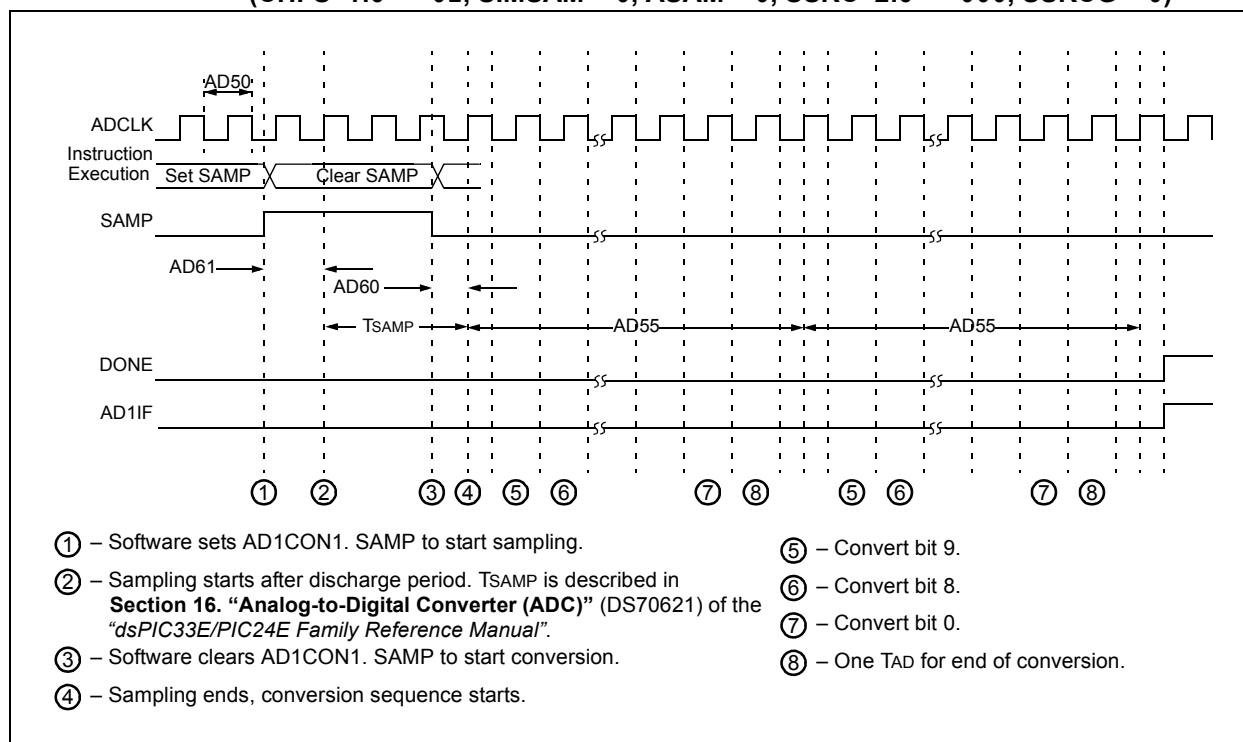 AD50
ADCLK
Instruction
Execution
Set SAMP
Clear SAMP
SAMP
AD61
AD60
TSAMP
AD55
AD55
DONE
AD1IF
1 2 3 4 5 6 7 8 5 6 7 8
1 – Software sets AD1CON1. SAMP to start sampling.
2 – Sampling starts after discharge period. TSAMP is described in
Section 16. “Analog-to-Digital Converter (ADC)” (DS70621) of the
“dsPIC33E/PIC24E Family Reference Manual”.
3 – Software clears AD1CON1. SAMP to start conversion.
4 – Sampling ends, conversion sequence starts.
5 – Convert bit 9.
6 – Convert bit 8.
7 – Convert bit 0.
8 – One TAD for end of conversion.